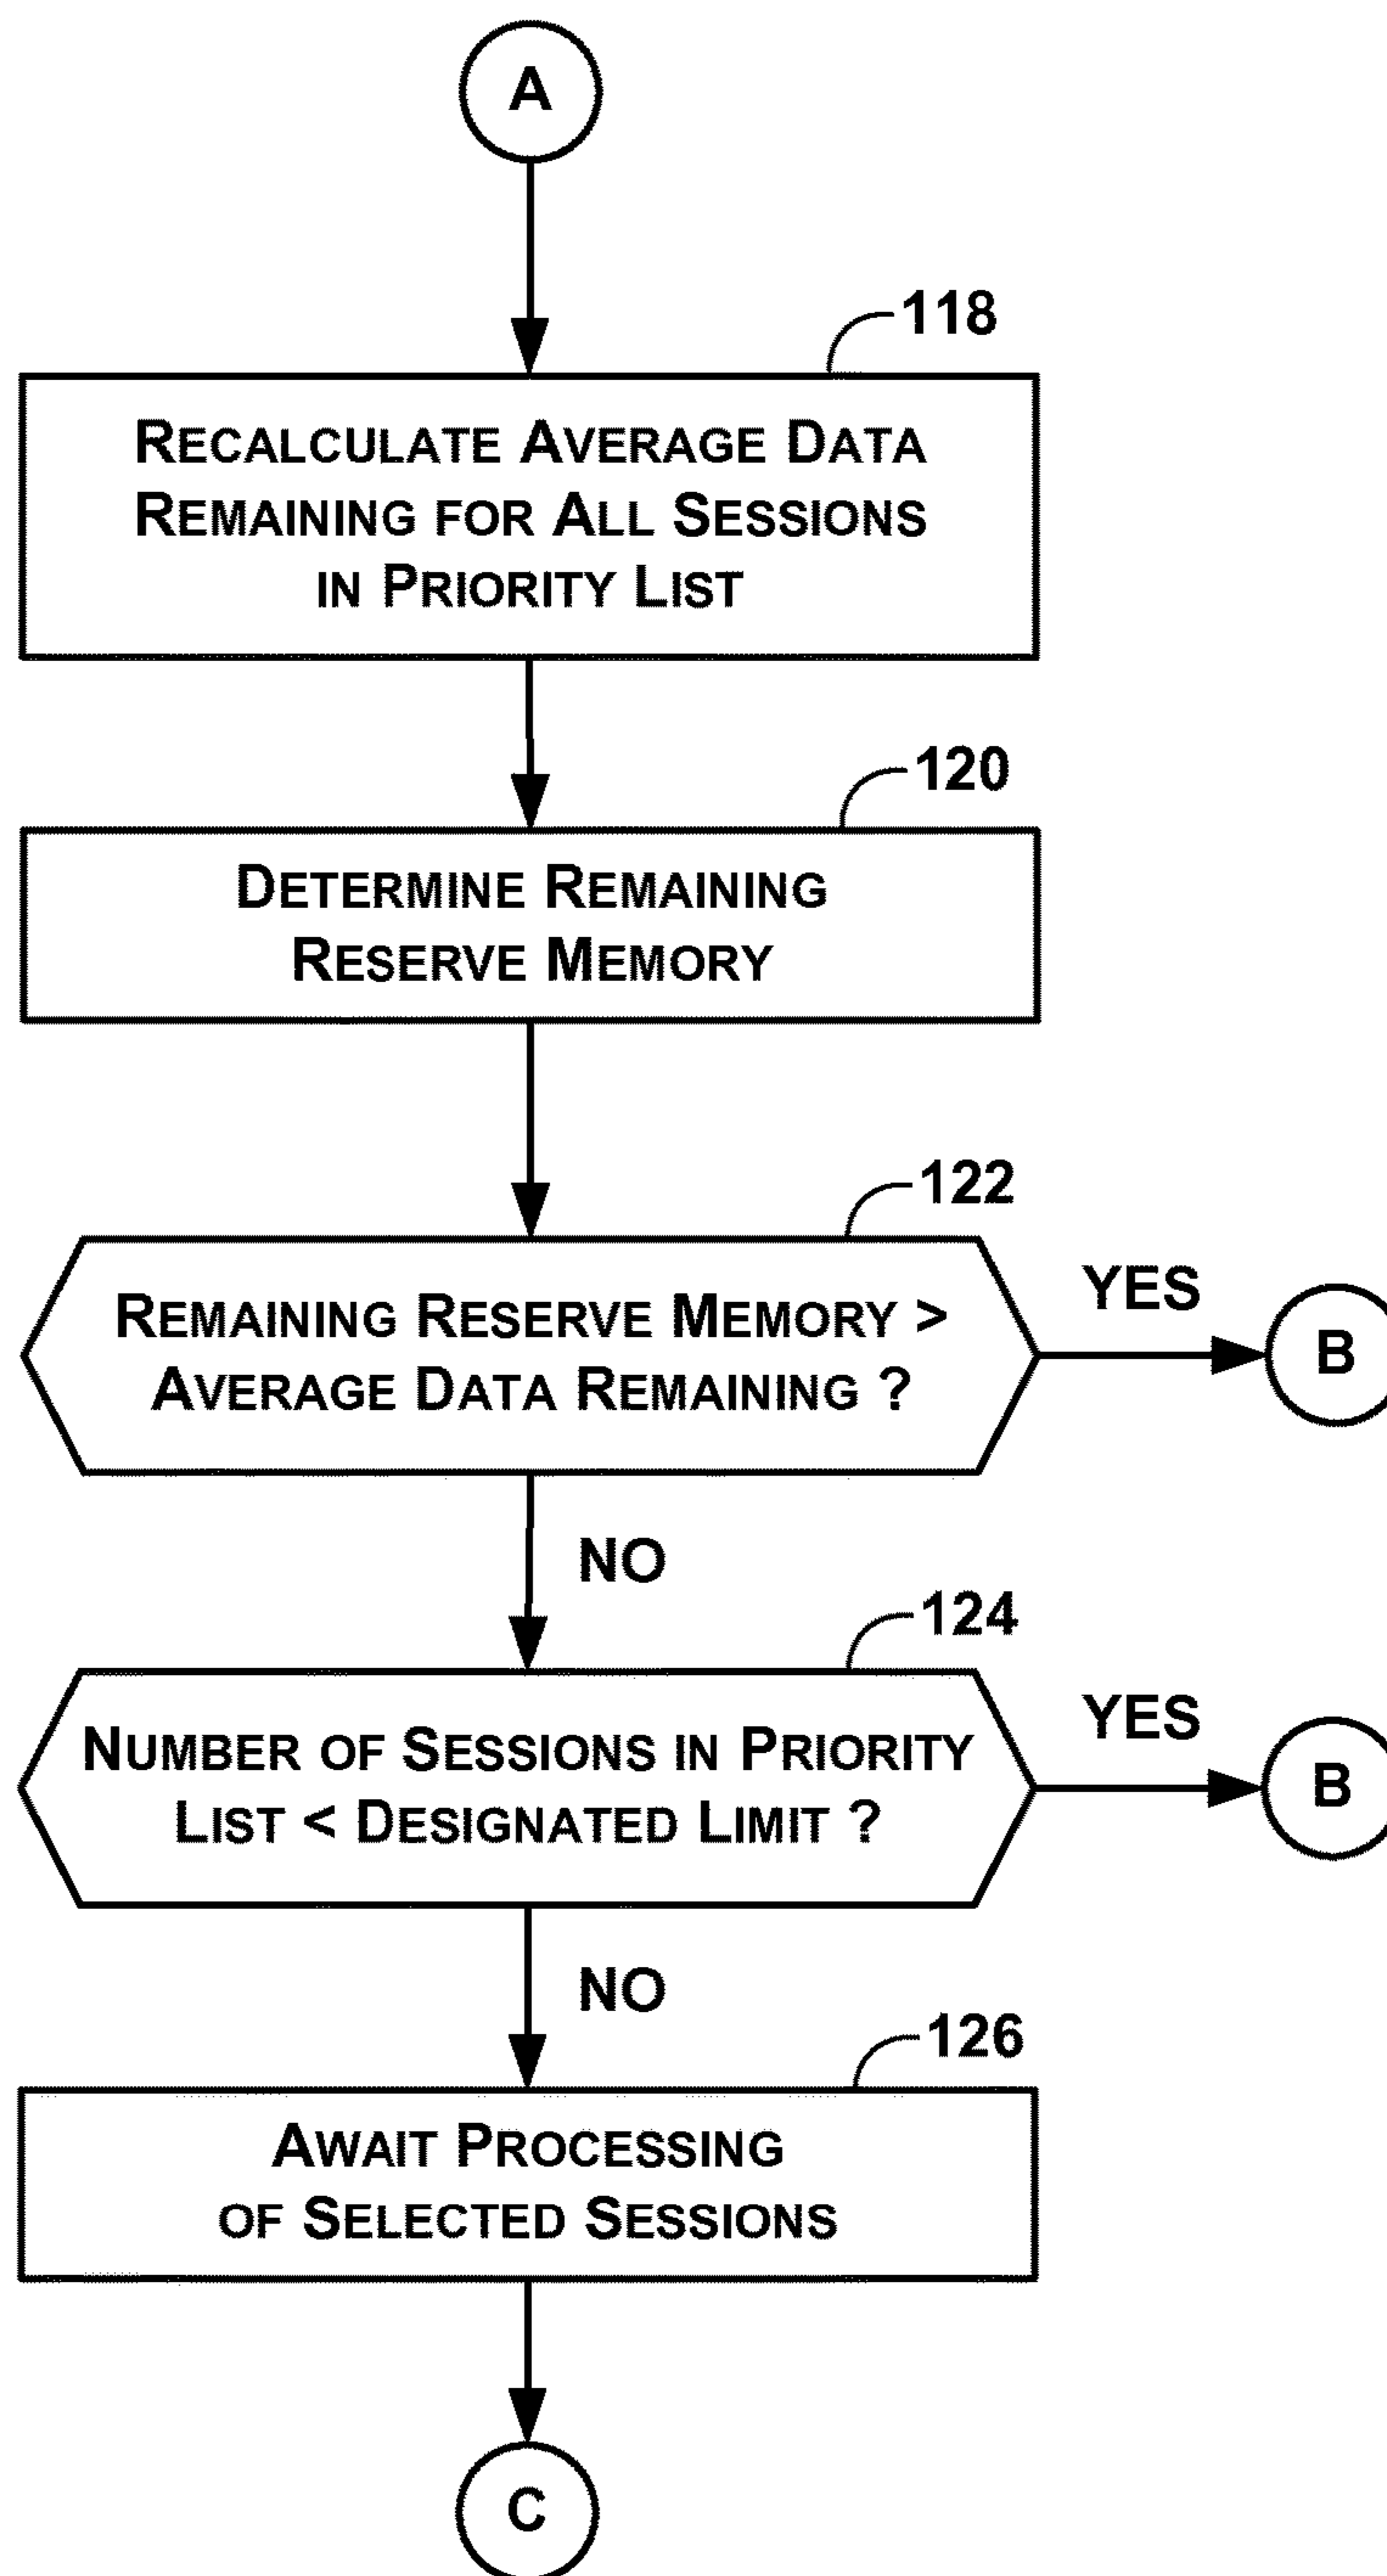 A
118
RECALCULATE AVERAGE DATA
REMAINING FOR ALL SESSIONS
IN PRIORITY LIST
120
DETERMINE REMAINING
RESERVE MEMORY
122
REMAINING RESERVE MEMORY >
AVERAGE DATA REMAINING ?
YES
B
NO
124
NUMBER OF SESSIONS IN PRIORITY
LIST < DESIGNATED LIMIT ?
YES
B
NO
126
AWAIT PROCESSING
OF SELECTED SESSIONS
C